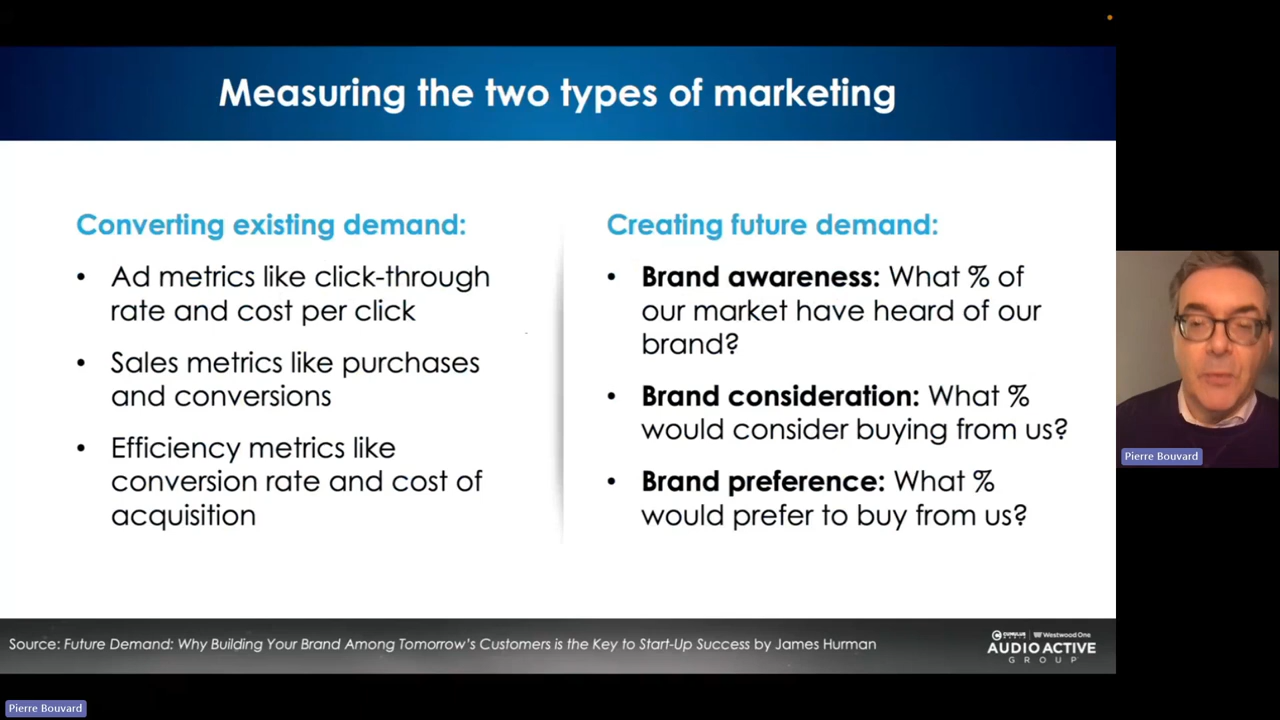 Measuring the two types of marketing
Converting existing demand:
• Ad metrics like click-through
rate and cost per click
• Sales metrics like purchases
and conversions
• Efficiency metrics like
conversion rate and cost of
acquisition
Creating future demand:
• Brand awareness: What % of
our market have heard of our
brand?
• Brand consideration: What %
would consider buying from us?
• Brand preference: What %
would prefer to buy from us?
Source: Future Demand: Why Building Your Brand Among Tomorrow's Customers is the Key to Start-Up Success by James Hurman
CUMULUS MEDIA | Westwood One
AUDIO ACTIVE
GROUP
Pierre Bouvard
Pierre Bouvard